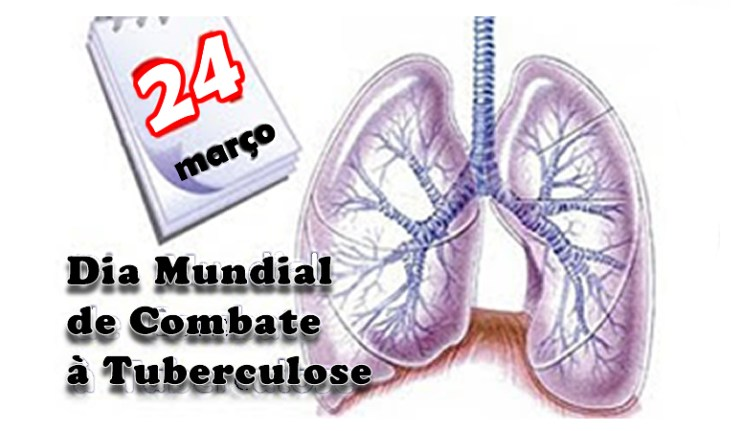 24
março
Dia Mundial
de Combate
à Tuberculose